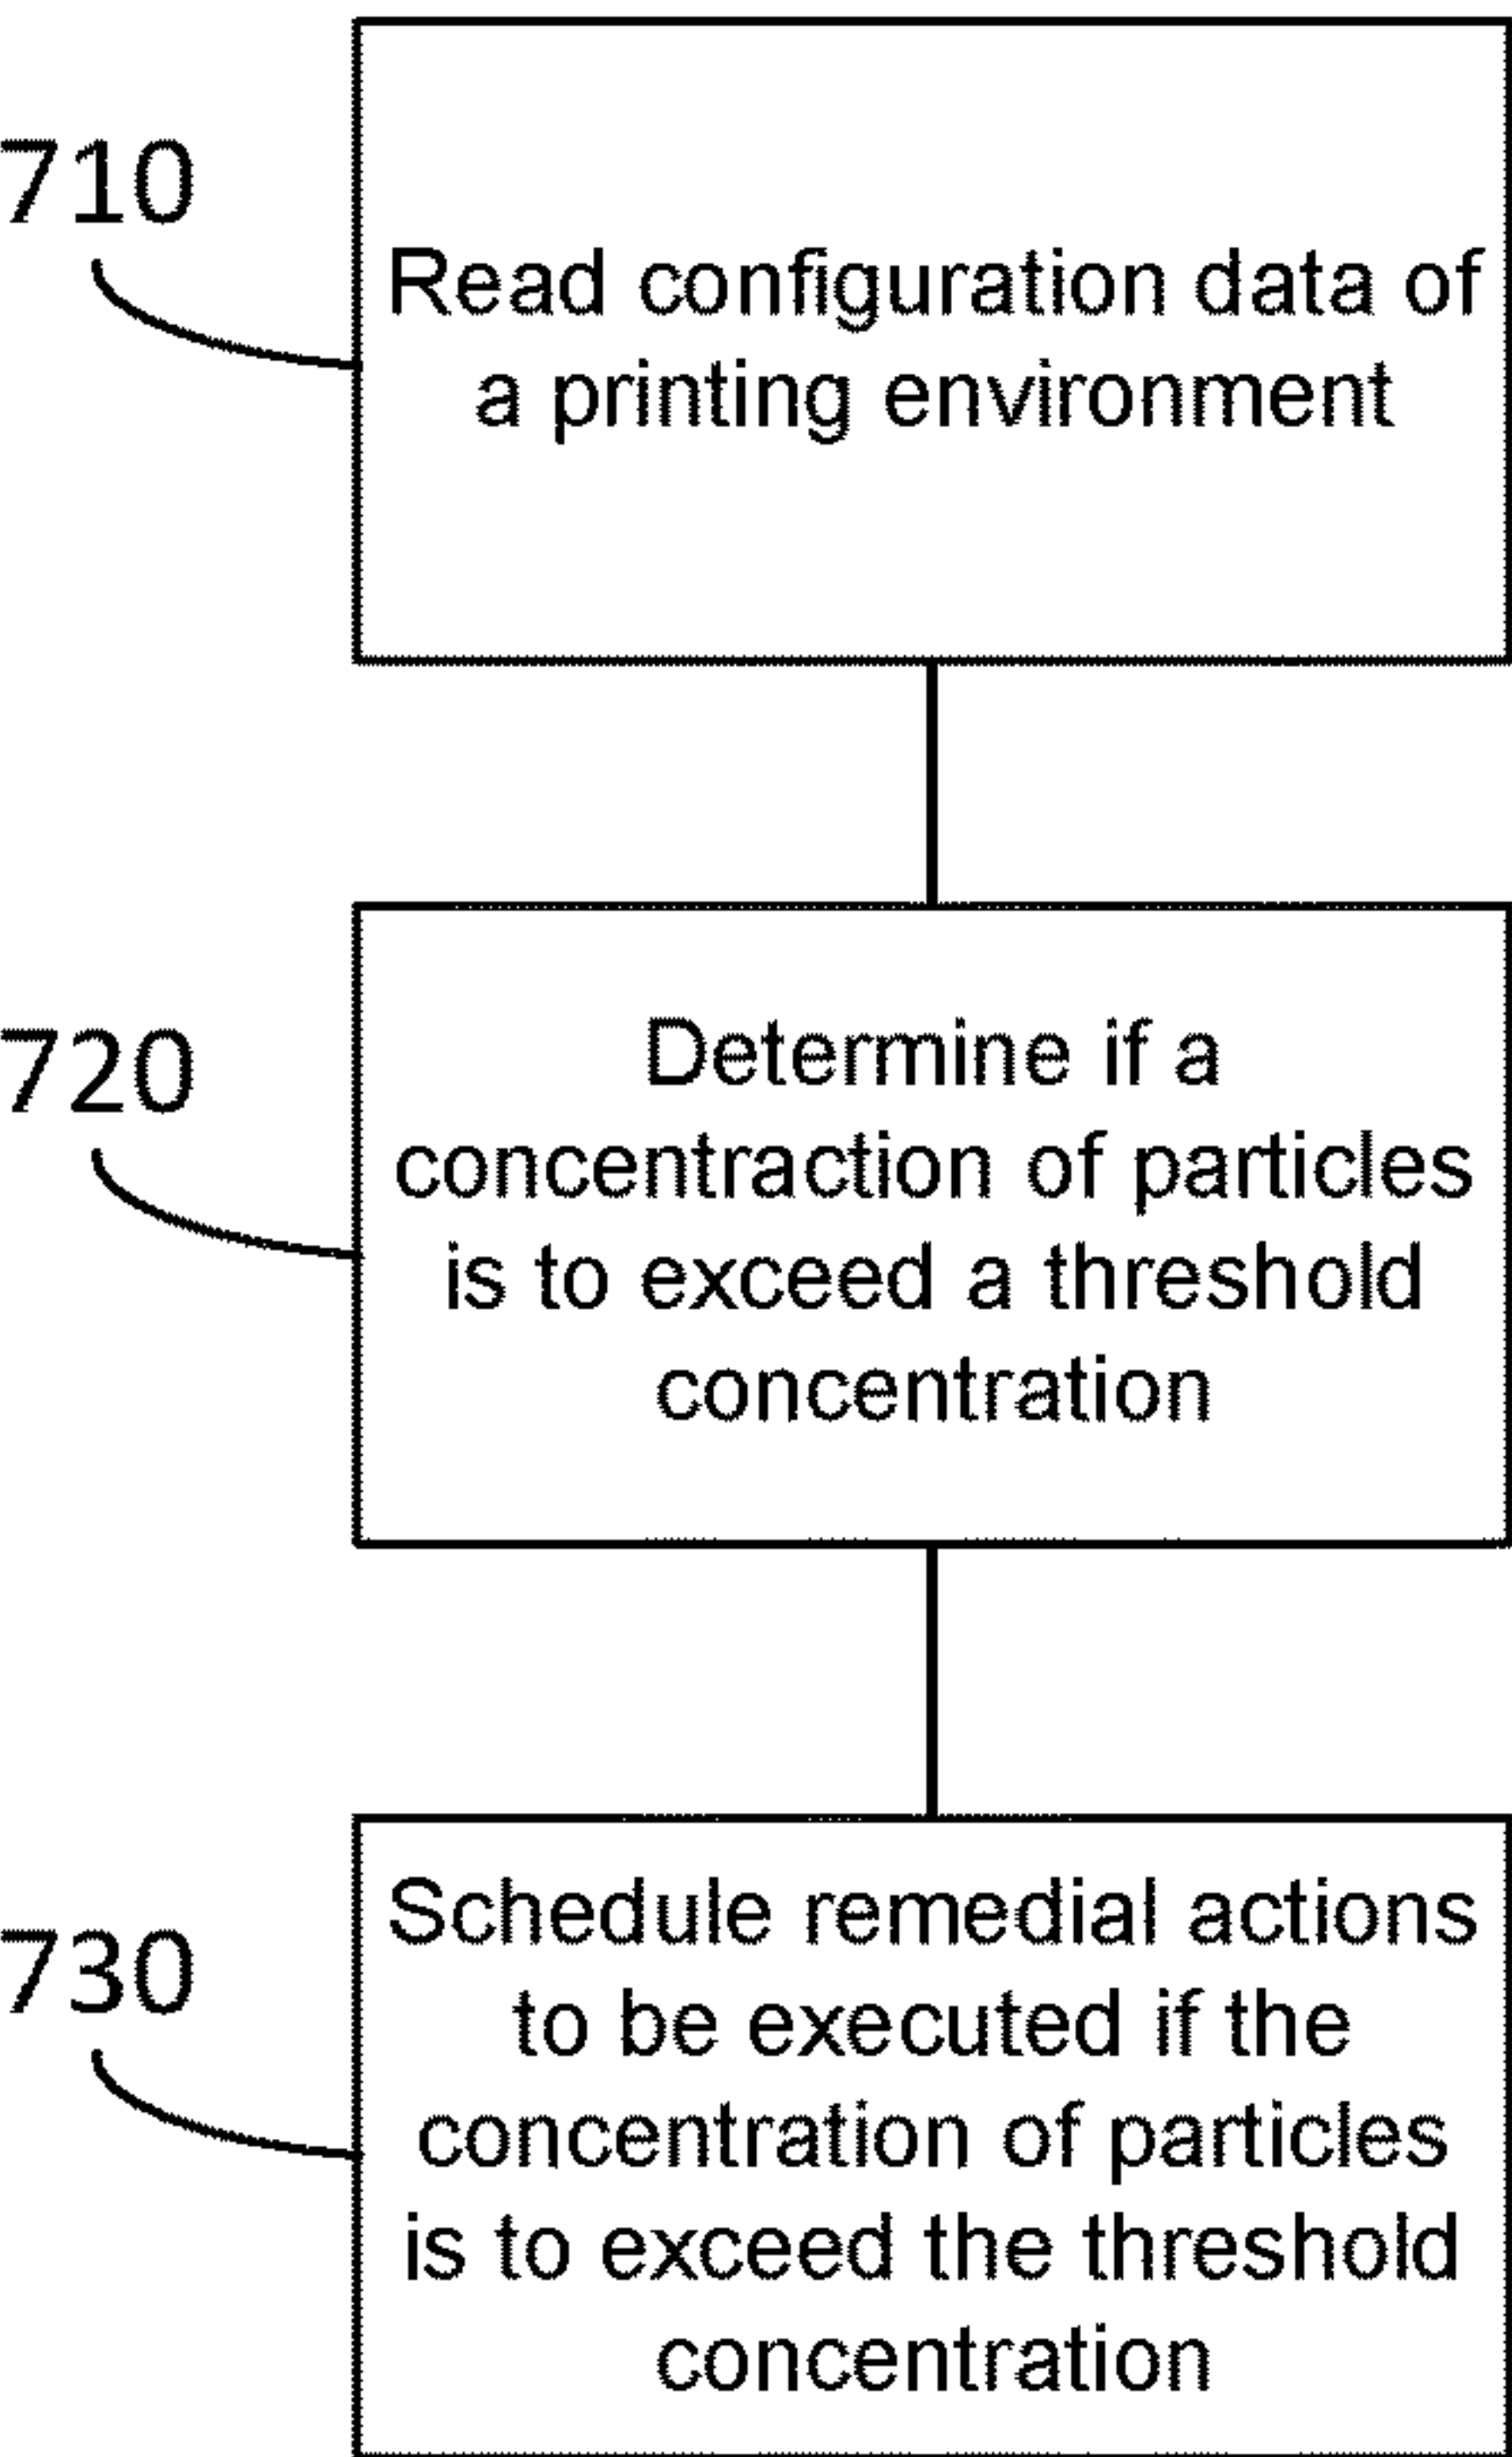 710
Read configuration data of
a printing environment
720
Determine if a
concentraction of particles
is to exceed a threshold
concentration
730
Schedule remedial actions
to be executed if the
concentration of particles
is to exceed the threshold
concentration